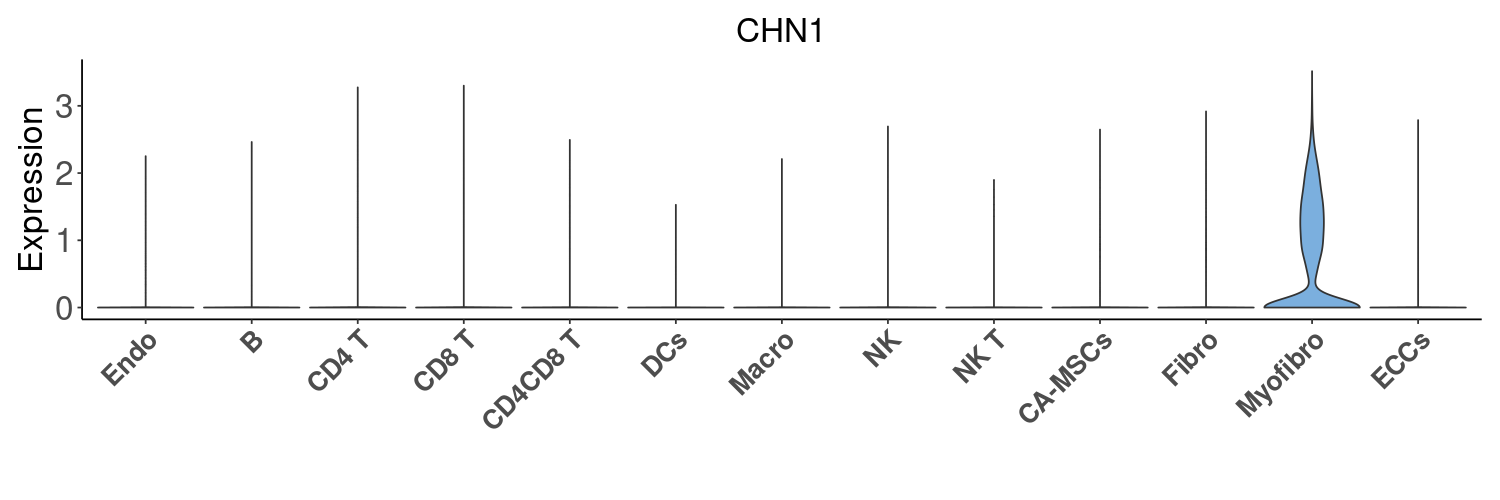 CHN1
Expression
3
2
1
0
Endo
B
CD4 T
CD8 T
CD4CD8 T
DCs
Macro
NK
NK T
CA-MSCs
Fibro
Myofibro
ECCs